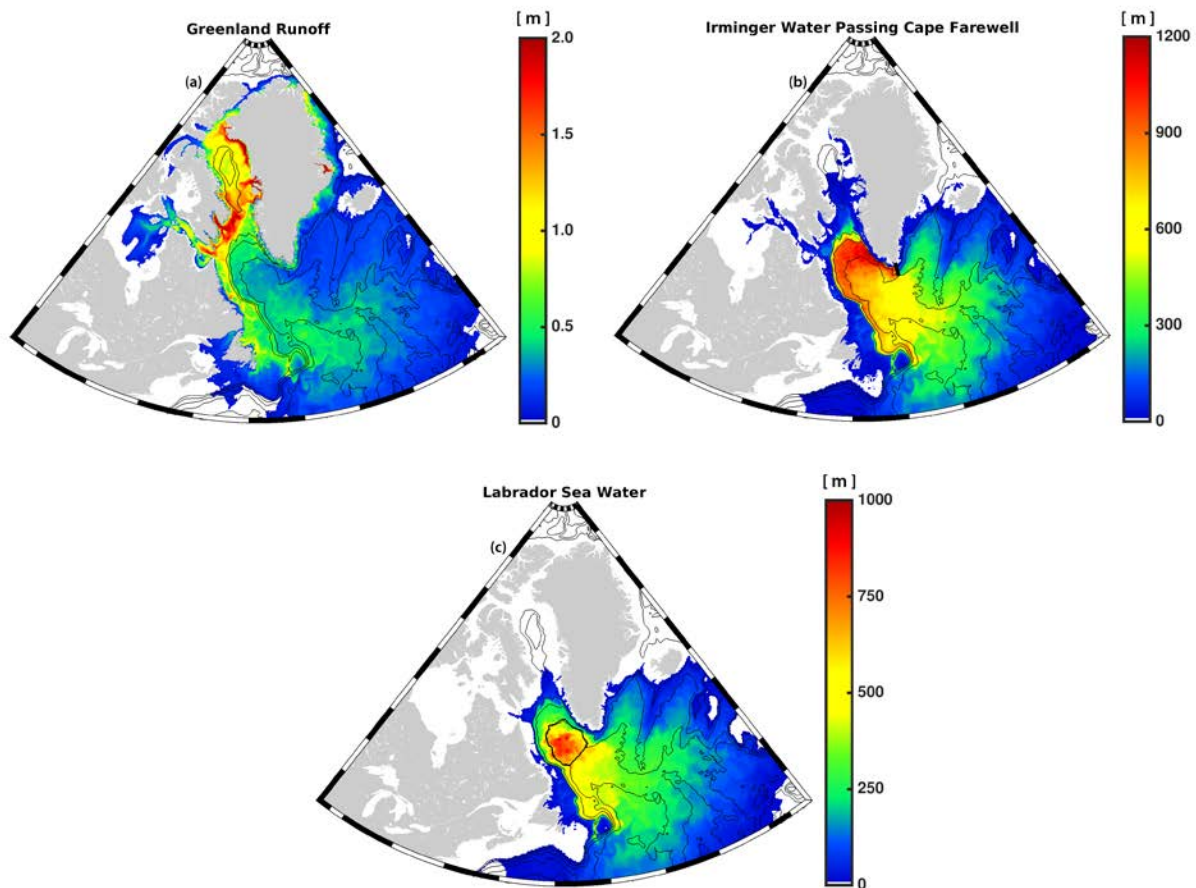 Greenland Runoff
[ m ]
(a)
2.0
1.5
1.0
0.5
0
Irminger Water Passing Cape Farewell
[ m ]
(b)
1200
900
600
300
0
Labrador Sea Water
[ m ]
(c)
1000
750
500
250
0